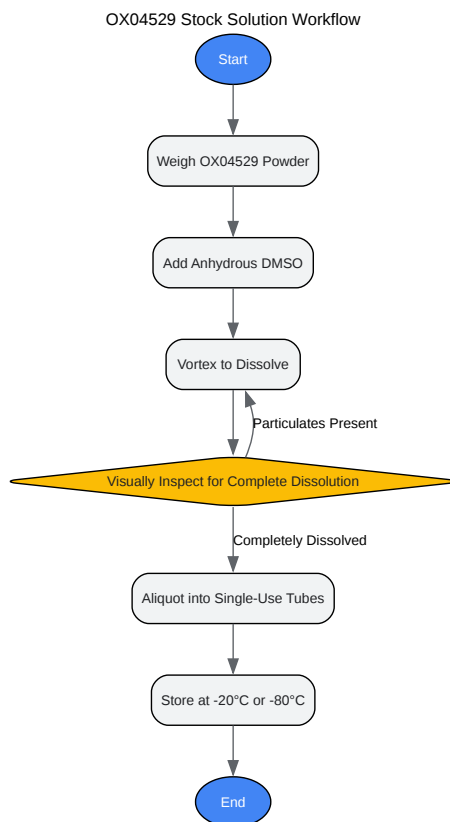 OX04529 Stock Solution Workflow
Start
Weigh OX04529 Powder
Add Anhydrous DMSO
Vortex to Dissolve
Particulates Present
Visually Inspect for Complete Dissolution
Completely Dissolved
Aliquot into Single-Use Tubes
Store at -20°C or -80°C
End